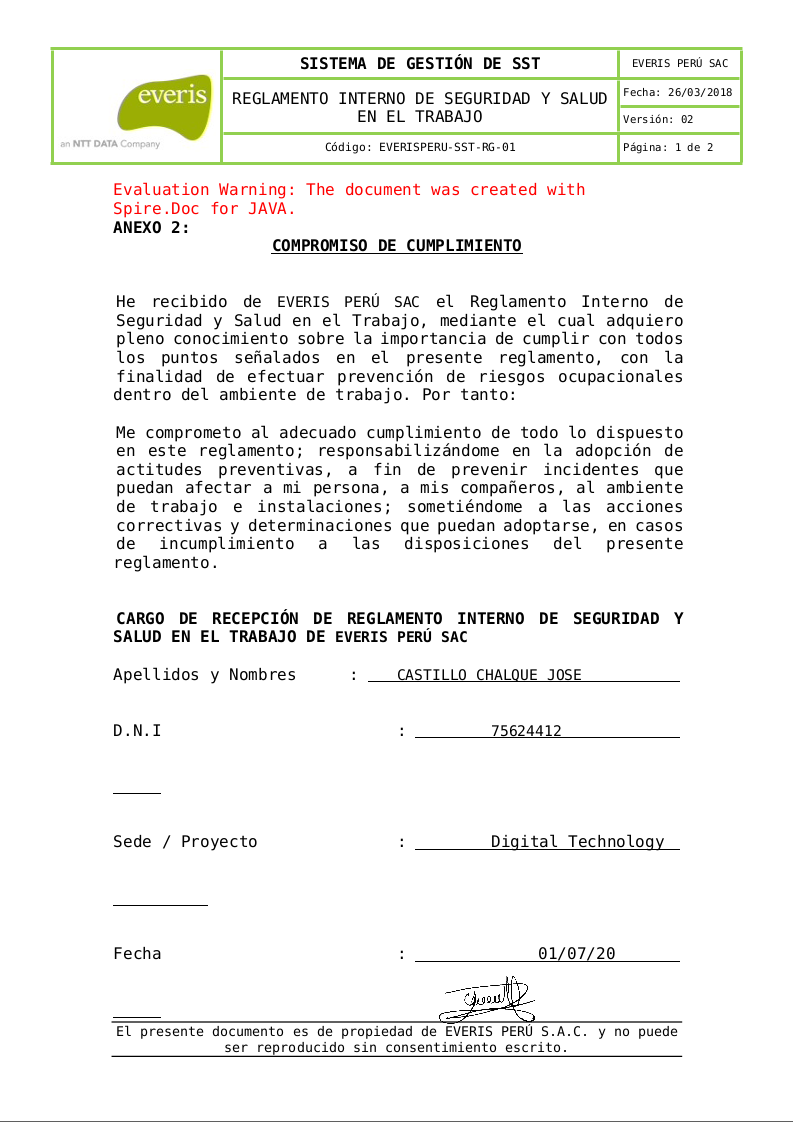 everis
an NTT DATA Company
SISTEMA DE GESTIÓN DE SST
REGLAMENTO INTERNO DE SEGURIDAD Y SALUD
EN EL TRABAJO
Código: EVERISPERU-SST-RG-01
EVERIS PERÚ SAC
Fecha: 26/03/2018
Versión: 02
Página: 1 de 2
Evaluation Warning: The document was created with
Spire.Doc for JAVA.
ANEXO 2:
COMPROMISO DE CUMPLIMIENTO
He recibido de EVERIS PERÚ SAC el Reglamento Interno de
Seguridad y Salud en el Trabajo, mediante el cual adquiero
pleno conocimiento sobre la importancia de cumplir con todos
los puntos señalados en el presente reglamento, con la
finalidad de efectuar prevención de riesgos ocupacionales
dentro del ambiente de trabajo. Por tanto:
Me comprometo al adecuado cumplimiento de todo lo dispuesto
en este reglamento; responsabilizándome en la adopción de
actitudes preventivas, a fin de prevenir incidentes que
puedan afectar a mi persona, a mis compañeros, al ambiente
de trabajo e instalaciones; sometiéndome a las acciones
correctivas y determinaciones que puedan adoptarse, en casos
de incumplimiento a las disposiciones del presente
reglamento.
CARGO DE RECEPCIÓN DE REGLAMENTO INTERNO DE SEGURIDAD Y
SALUD EN EL TRABAJO DE EVERIS PERÚ SAC
Apellidos y Nombres : CASTILLO CHALQUE JOSE
D.N.I : 75624412
Sede / Proyecto : Digital Technology
Fecha : 01/07/20
El presente documento es de propiedad de EVERIS PERÚ S.A.C. y no puede
ser reproducido sin consentimiento escrito.